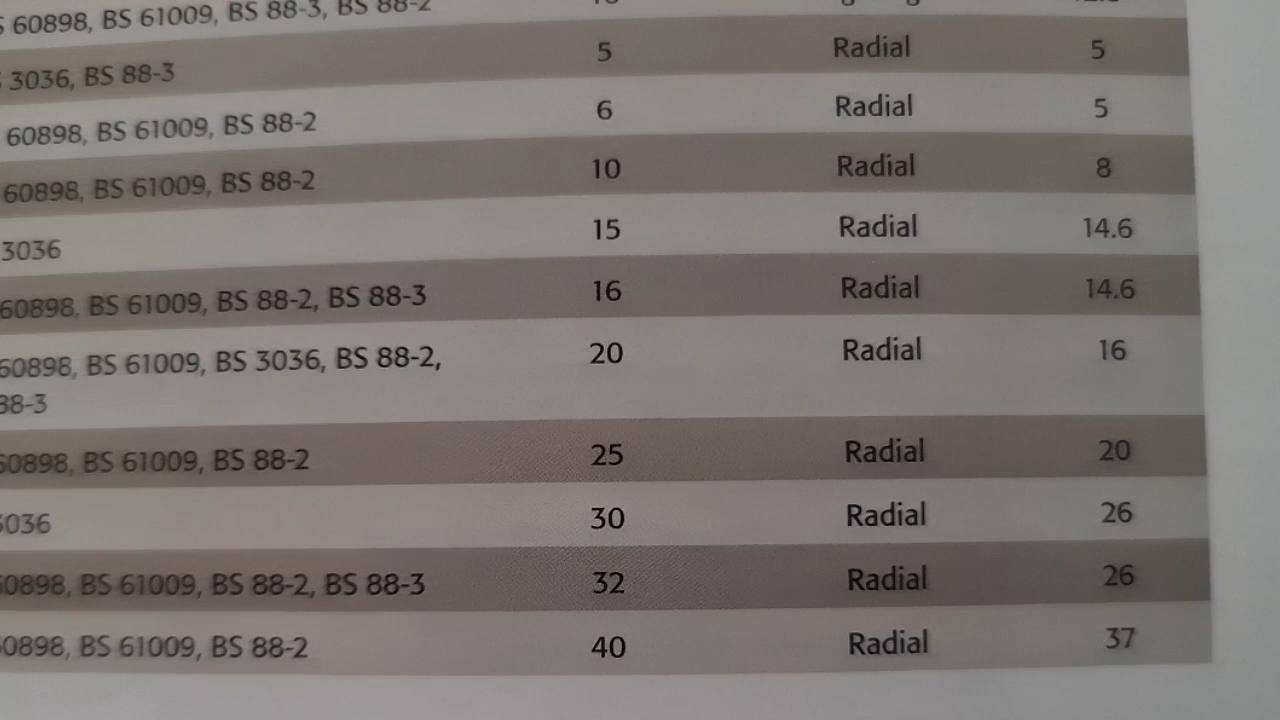 60898, BS 61009, BS 88-3, BS 88-2
3036, BS 88-3 5 Radial 5
60898, BS 61009, BS 88-2 6 Radial 5
60898, BS 61009, BS 88-2 10 Radial 8
3036 15 Radial 14.6
60898, BS 61009, BS 88-2, BS 88-3 16 Radial 14.6
60898, BS 61009, BS 3036, BS 88-2, 20 Radial 16
88-3
60898, BS 61009, BS 88-2 25 Radial 20
3036 30 Radial 26
60898, BS 61009, BS 88-2, BS 88-3 32 Radial 26
60898, BS 61009, BS 88-2 40 Radial 37